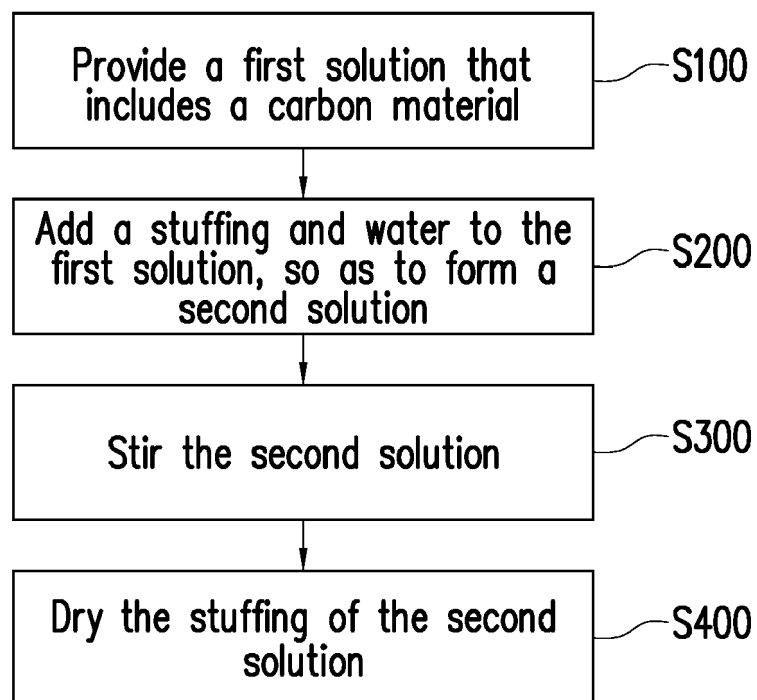 Provide a first solution that
includes a carbon material
S100
Add a stuffing and water to the
first solution, so as to form a
second solution
S200
Stir the second solution
S300
Dry the stuffing of the second
solution
S400